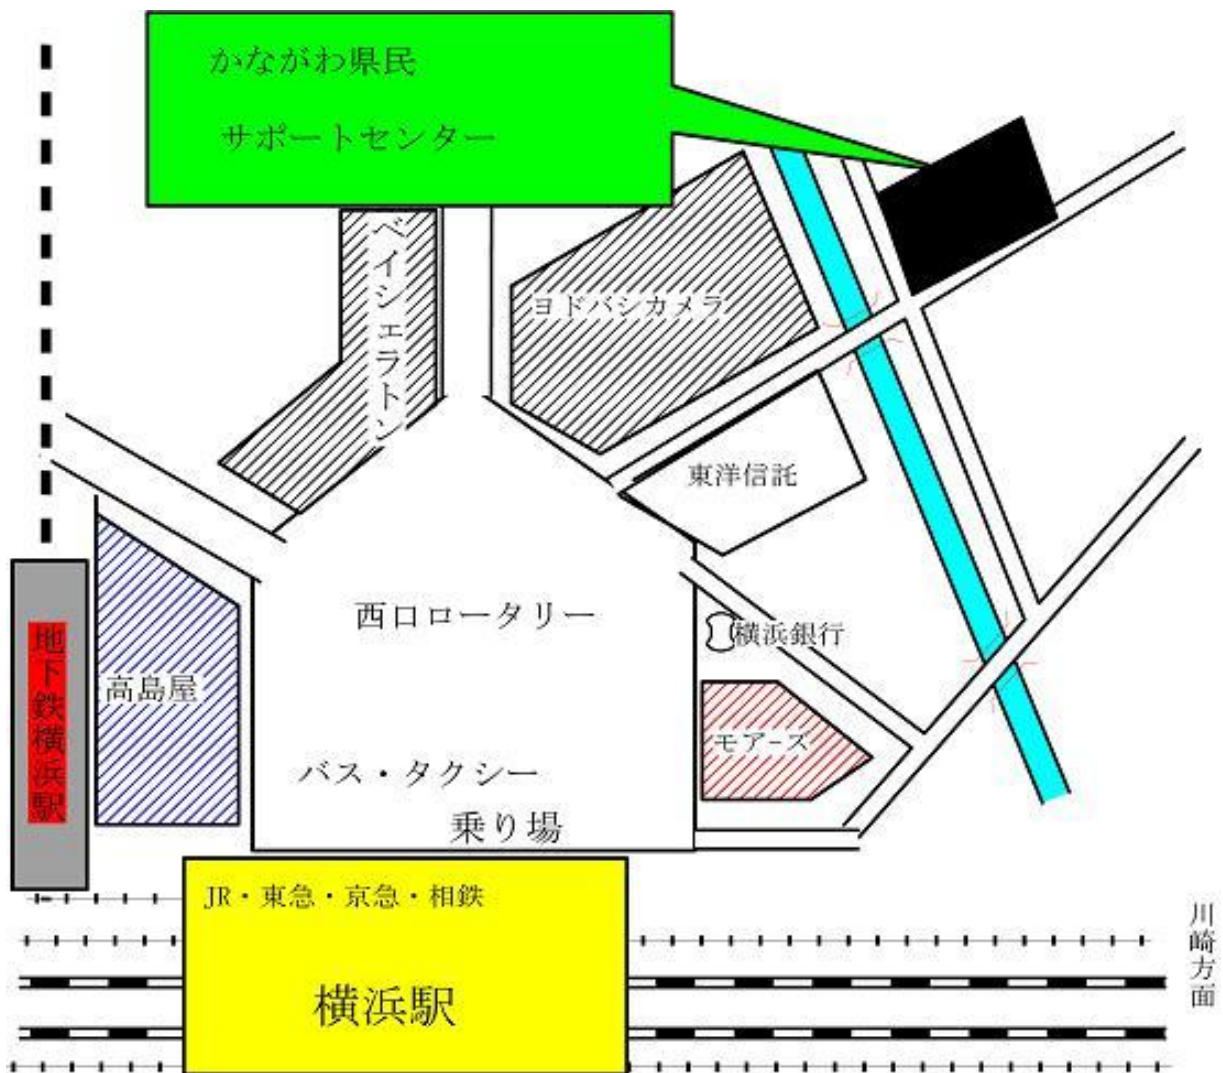 かながわ県民
サポートセンター
ベイシェラトン
ヨドバシカメラ
東洋信託
西口ロータリー
横浜銀行
地下鉄横浜駅
高島屋
モアーズ
バス・タクシー
乗り場
JR・東急・京急・相鉄
横浜駅
川崎方面